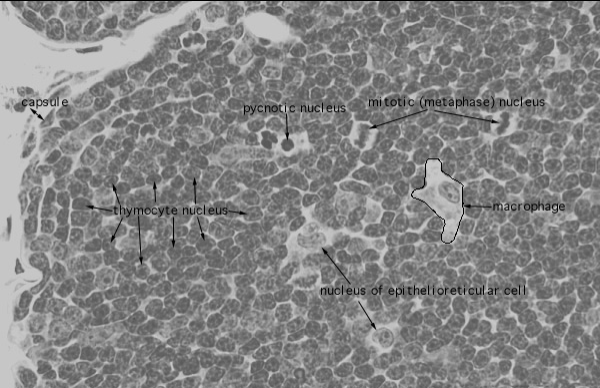 capsule
pycnotic nucleus
mitotic (metaphase) nucleus
thymocyte nucleus
macrophage
nucleus of epithelioreticular cell